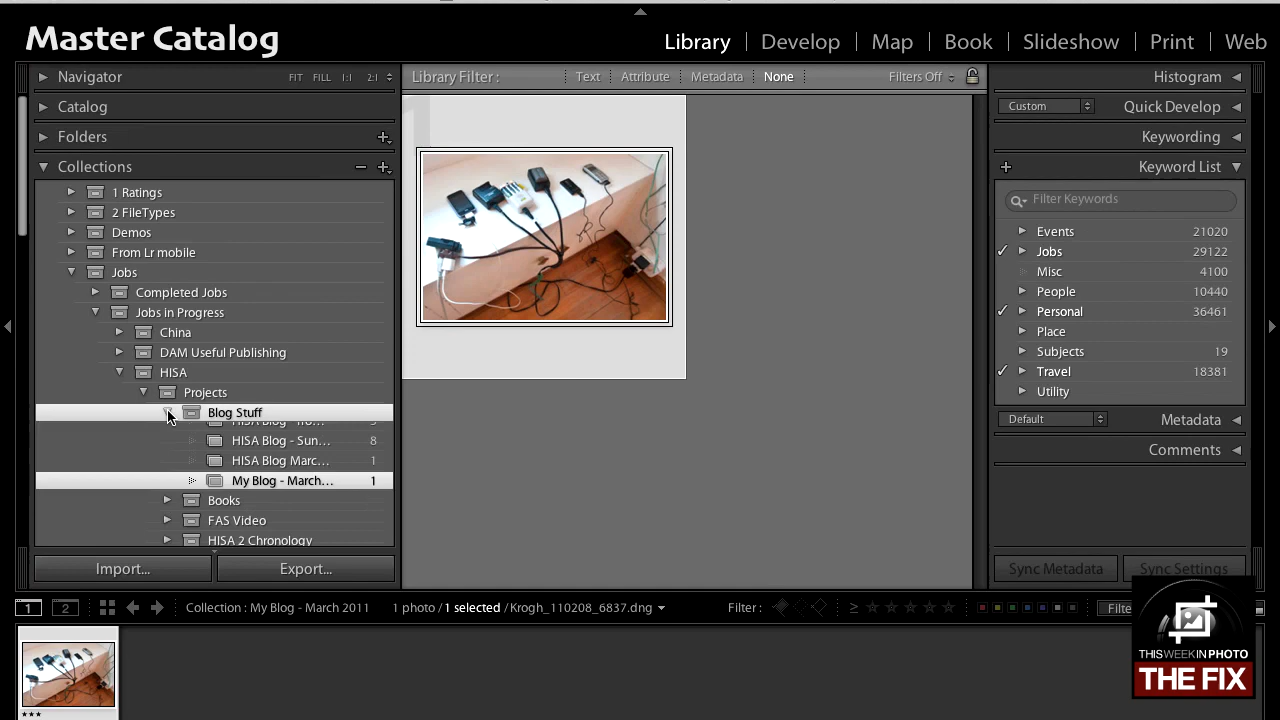 Master Catalog
Library | Develop | Map | Book | Slideshow | Print | Web
Navigator FIT FILL 1:1 2:1
Catalog
Folders
Collections
1 Ratings
2 FileTypes
Demos
From Lr mobile
Jobs
Completed Jobs
Jobs in Progress
China
DAM Useful Publishing
HISA
Projects
Blog Stuff
HISA Blog - Sun... 8
HISA Blog Marc... 1
My Blog - March... 1
Books
FAS Video
HISA 2 Chronology
Import... Export...
Library Filter : Text Attribute Metadata None Filters Off
1
Histogram
Custom Quick Develop
Keywording
Keyword List
Filter Keywords
Events 21020
Jobs 29122
Misc 4100
People 10440
Personal 36461
Place
Subjects 19
Travel 18381
Utility
Default Metadata
Comments
Sync Metadata Sync Settings
1 2 Collection : My Blog - March 2011 1 photo / 1 selected / Krogh_110208_6837.dng Filter : ≥ Filte
THIS WEEK IN PHOTO
THE FIX